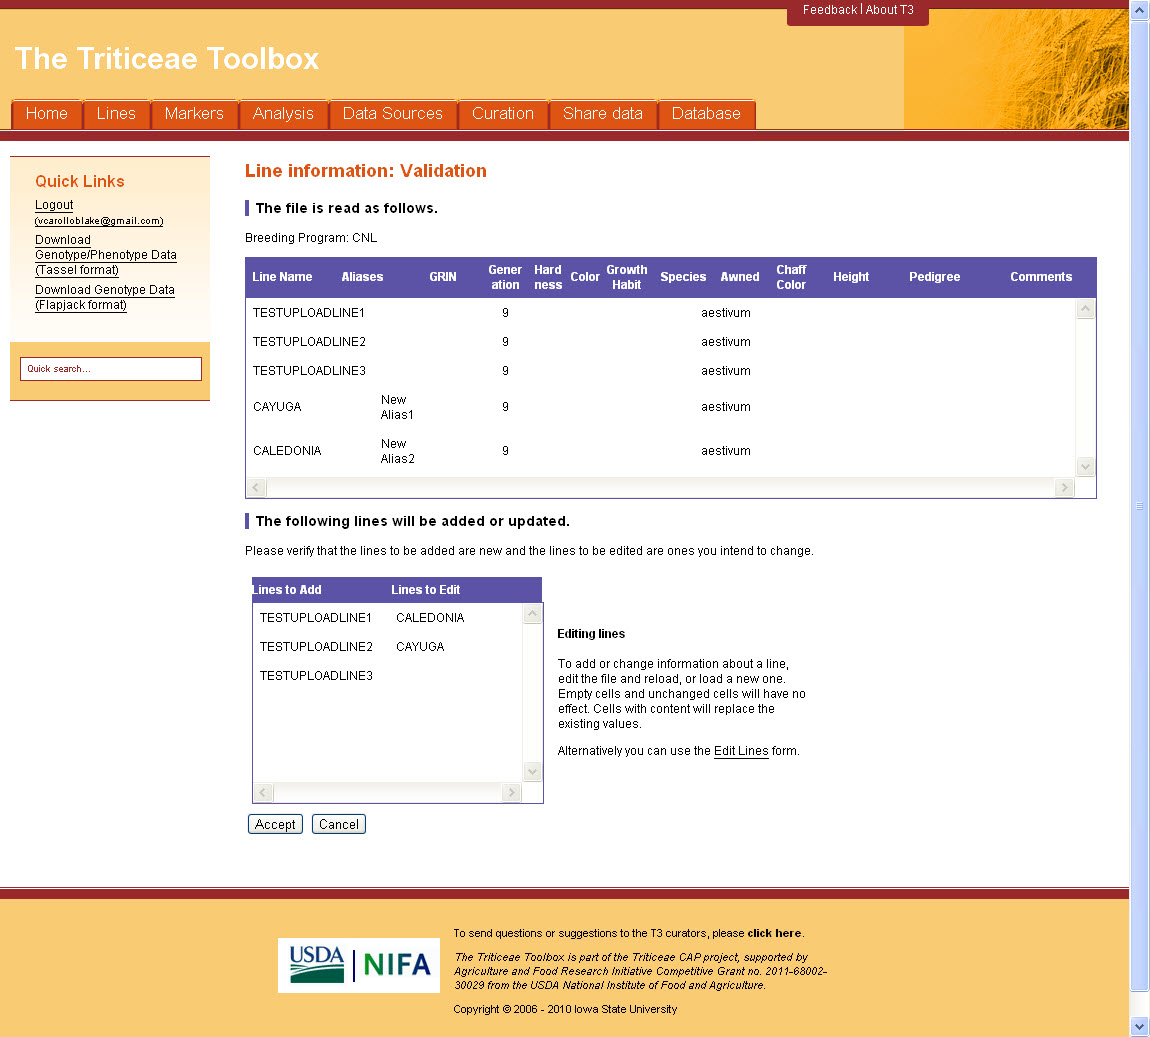 Feedback | About T3
The Triticeae Toolbox
Home Lines Markers Analysis Data Sources Curation Share data Database
Quick Links
Logout
(vcarolloblake@gmail.com)
Download
Genotype/Phenotype Data
(Tassel format)
Download Genotype Data
(Flapjack format)
Quick search...
Line information: Validation
The file is read as follows.
Breeding Program: CNL
Line Name Aliases GRIN Gener ation Hard ness Color Growth Habit Species Awned Chaff Color Height Pedigree Comments
TESTUPLOADLINE1 9 aestivum
TESTUPLOADLINE2 9 aestivum
TESTUPLOADLINE3 9 aestivum
CAYUGA New Alias1 9 aestivum
CALEDONIA New Alias2 9 aestivum
The following lines will be added or updated.
Please verify that the lines to be added are new and the lines to be edited are ones you intend to change.
Lines to Add Lines to Edit
TESTUPLOADLINE1 CALEDONIA
TESTUPLOADLINE2 CAYUGA
TESTUPLOADLINE3
Editing lines
To add or change information about a line,
edit the file and reload, or load a new one.
Empty cells and unchanged cells will have no
effect. Cells with content will replace the
existing values.
Alternatively you can use the Edit Lines form.
Accept Cancel
USDA NIFA
To send questions or suggestions to the T3 curators, please click here.
The Triticeae Toolbox is part of the Triticeae CAP project, supported by
Agriculture and Food Research Initiative Competitive Grant no. 2011-68002-
30029 from the USDA National Institute of Food and Agriculture.
Copyright © 2006 - 2010 Iowa State University